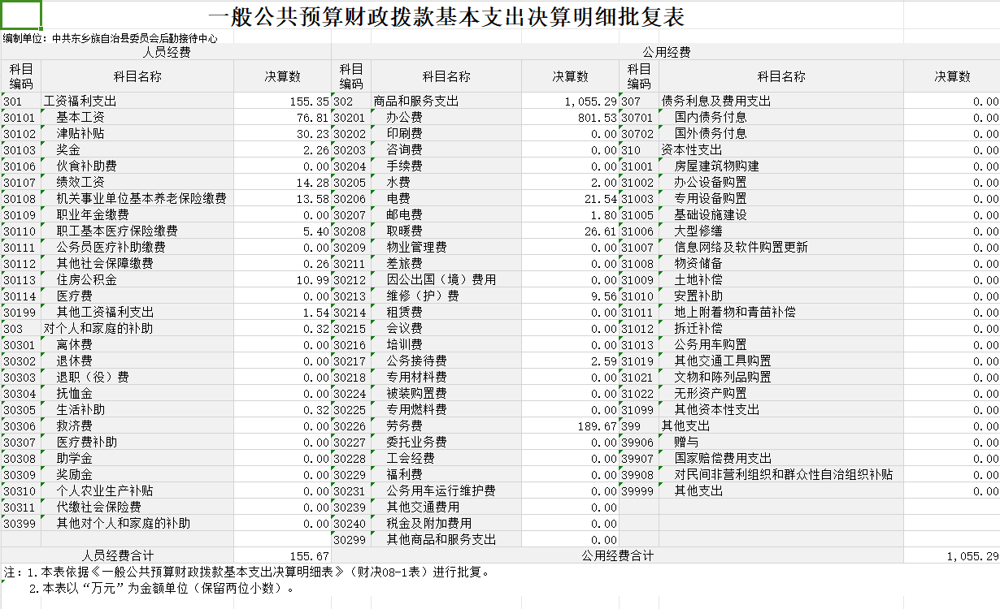 一般公共预算财政拨款基本支出决算明细批复表
编制单位：中共东乡族自治县委员会后勤接待中心
人员经费 公用经费
科目编码 科目名称 决算数 科目编码 科目名称 决算数 科目编码 科目名称 决算数
301 工资福利支出 155.35 302 商品和服务支出 1,055.29 307 债务利息及费用支出 0.00
30101 基本工资 76.81 30201 办公费 801.53 30701 国内债务付息 0.00
30102 津贴补贴 30.23 30202 印刷费 0.00 30702 国外债务付息 0.00
30103 奖金 2.26 30203 咨询费 0.00 310 资本性支出 0.00
30106 伙食补助费 0.00 30204 手续费 0.00 31001 房屋建筑物购建 0.00
30107 绩效工资 14.28 30205 水费 2.00 31002 办公设备购置 0.00
30108 机关事业单位基本养老保险缴费 13.58 30206 电费 21.54 31003 专用设备购置 0.00
30109 职业年金缴费 0.00 30207 邮电费 1.80 31005 基础设施建设 0.00
30110 职工基本医疗保险缴费 5.40 30208 取暖费 26.61 31006 大型修缮 0.00
30111 公务员医疗补助缴费 0.00 30209 物业管理费 0.00 31007 信息网络及软件购置更新 0.00
30112 其他社会保障缴费 0.26 30211 差旅费 0.00 31008 物资储备 0.00
30113 住房公积金 10.99 30212 因公出国（境）费用 0.00 31009 土地补偿 0.00
30114 医疗费 0.00 30213 维修（护）费 9.56 31010 安置补助 0.00
30199 其他工资福利支出 1.54 30214 租赁费 0.00 31011 地上附着物和青苗补偿 0.00
303 对个人和家庭的补助 0.32 30215 会议费 0.00 31012 拆迁补偿 0.00
30301 离休费 0.00 30216 培训费 0.00 31013 公务用车购置 0.00
30302 退休费 0.00 30217 公务接待费 2.59 31019 其他交通工具购置 0.00
30303 退职（役）费 0.00 30218 专用材料费 0.00 31021 文物和陈列品购置 0.00
30304 抚恤金 0.00 30224 被装购置费 0.00 31022 无形资产购置 0.00
30305 生活补助 0.32 30225 专用燃料费 0.00 31099 其他资本性支出 0.00
30306 救济费 0.00 30226 劳务费 189.67 399 其他支出 0.00
30307 医疗费补助 0.00 30227 委托业务费 0.00 39906 赠与 0.00
30308 助学金 0.00 30228 工会经费 0.00 39907 国家赔偿费用支出 0.00
30309 奖励金 0.00 30229 福利费 0.00 39908 对民间非营利组织和群众性自治组织补贴 0.00
30310 个人农业生产补贴 0.00 30231 公务用车运行维护费 0.00 39999 其他支出 0.00
30311 代缴社会保险费 0.00 30239 其他交通费用 0.00
30399 其他对个人和家庭的补助 0.00 30240 税金及附加费用 0.00
30299 其他商品和服务支出 0.00
人员经费合计 155.67 公用经费合计 1,055.29
注：1.本表依据《一般公共预算财政拨款基本支出决算明细表》（财决08-1表）进行批复。
2.本表以“万元”为金额单位（保留两位小数）。